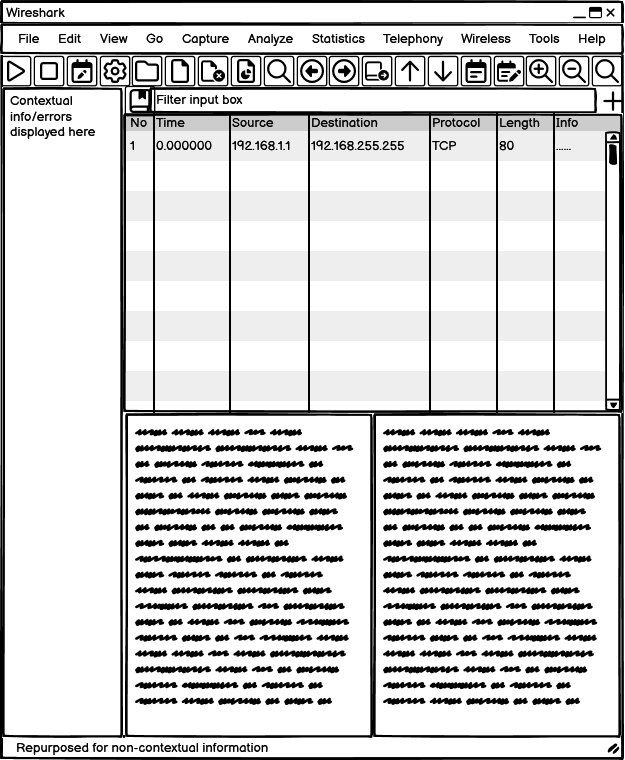 Wireshark
File Edit View Go Capture Analyze Statistics Telephony Wireless Tools Help
Contextual
info/errors
displayed here
Filter input box
No Time Source Destination Protocol Length Info
1 0.000000 192.168.1.1 192.168.255.255 TCP 80 ......
Repurposed for non-contextual information